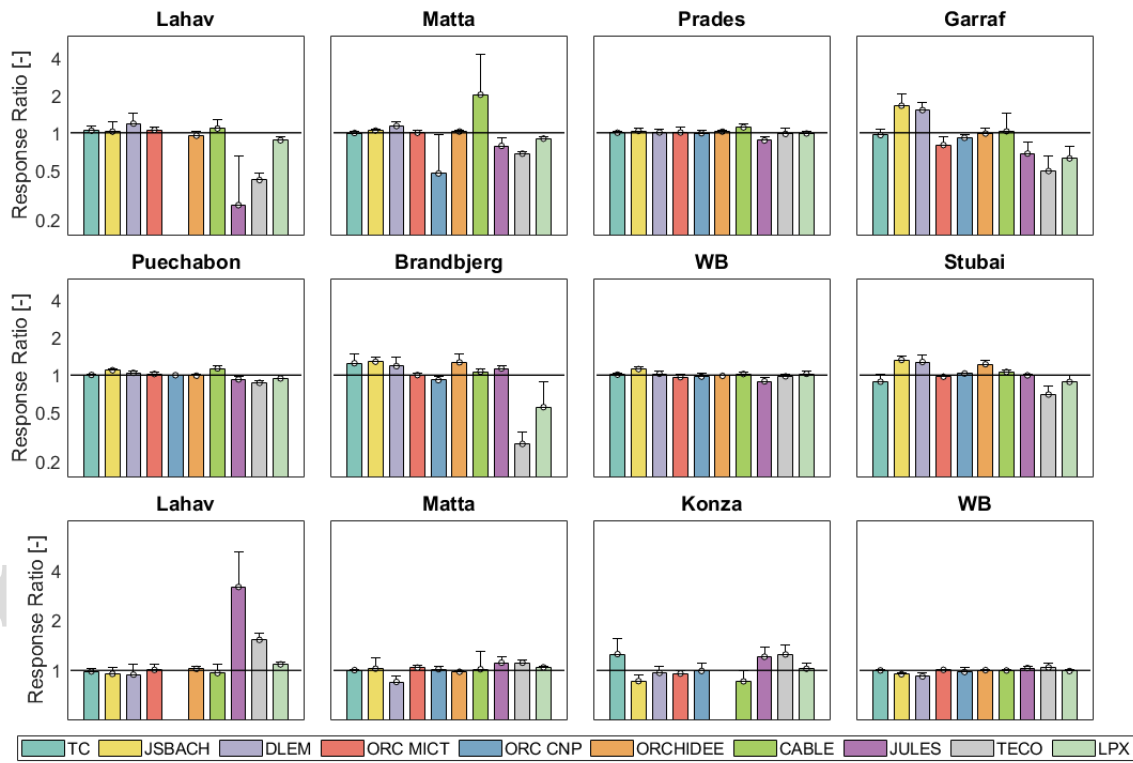 Lahav Matta Prades Garraf
Response Ratio [-]
4
2
1
0.5
0.2
Puechabon Brandbjerg WB Stubai
Response Ratio [-]
4
2
1
0.5
0.2
Lahav Matta Konza WB
Response Ratio [-]
4
2
1
TC JSBACH DLEM ORC MICT ORC CNP ORCHIDEE CABLE JULES TECO LPX